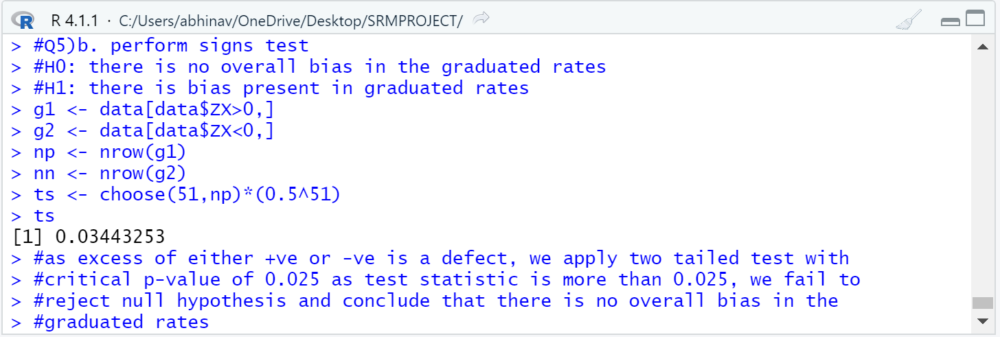 R 4.1.1 · C:/Users/abhinav/OneDrive/Desktop/SRMPROJECT/
> #Q5)b. perform signs test
> #H0: there is no overall bias in the graduated rates
> #H1: there is bias present in graduated rates
> g1 <- data[data$ZX>0,]
> g2 <- data[data$ZX<0,]
> np <- nrow(g1)
> nn <- nrow(g2)
> ts <- choose(51,np)*(0.5^51)
> ts
[1] 0.03443253
> #as excess of either +ve or -ve is a defect, we apply two tailed test with
> #critical p-value of 0.025 as test statistic is more than 0.025, we fail to
> #reject null hypothesis and conclude that there is no overall bias in the
> #graduated rates